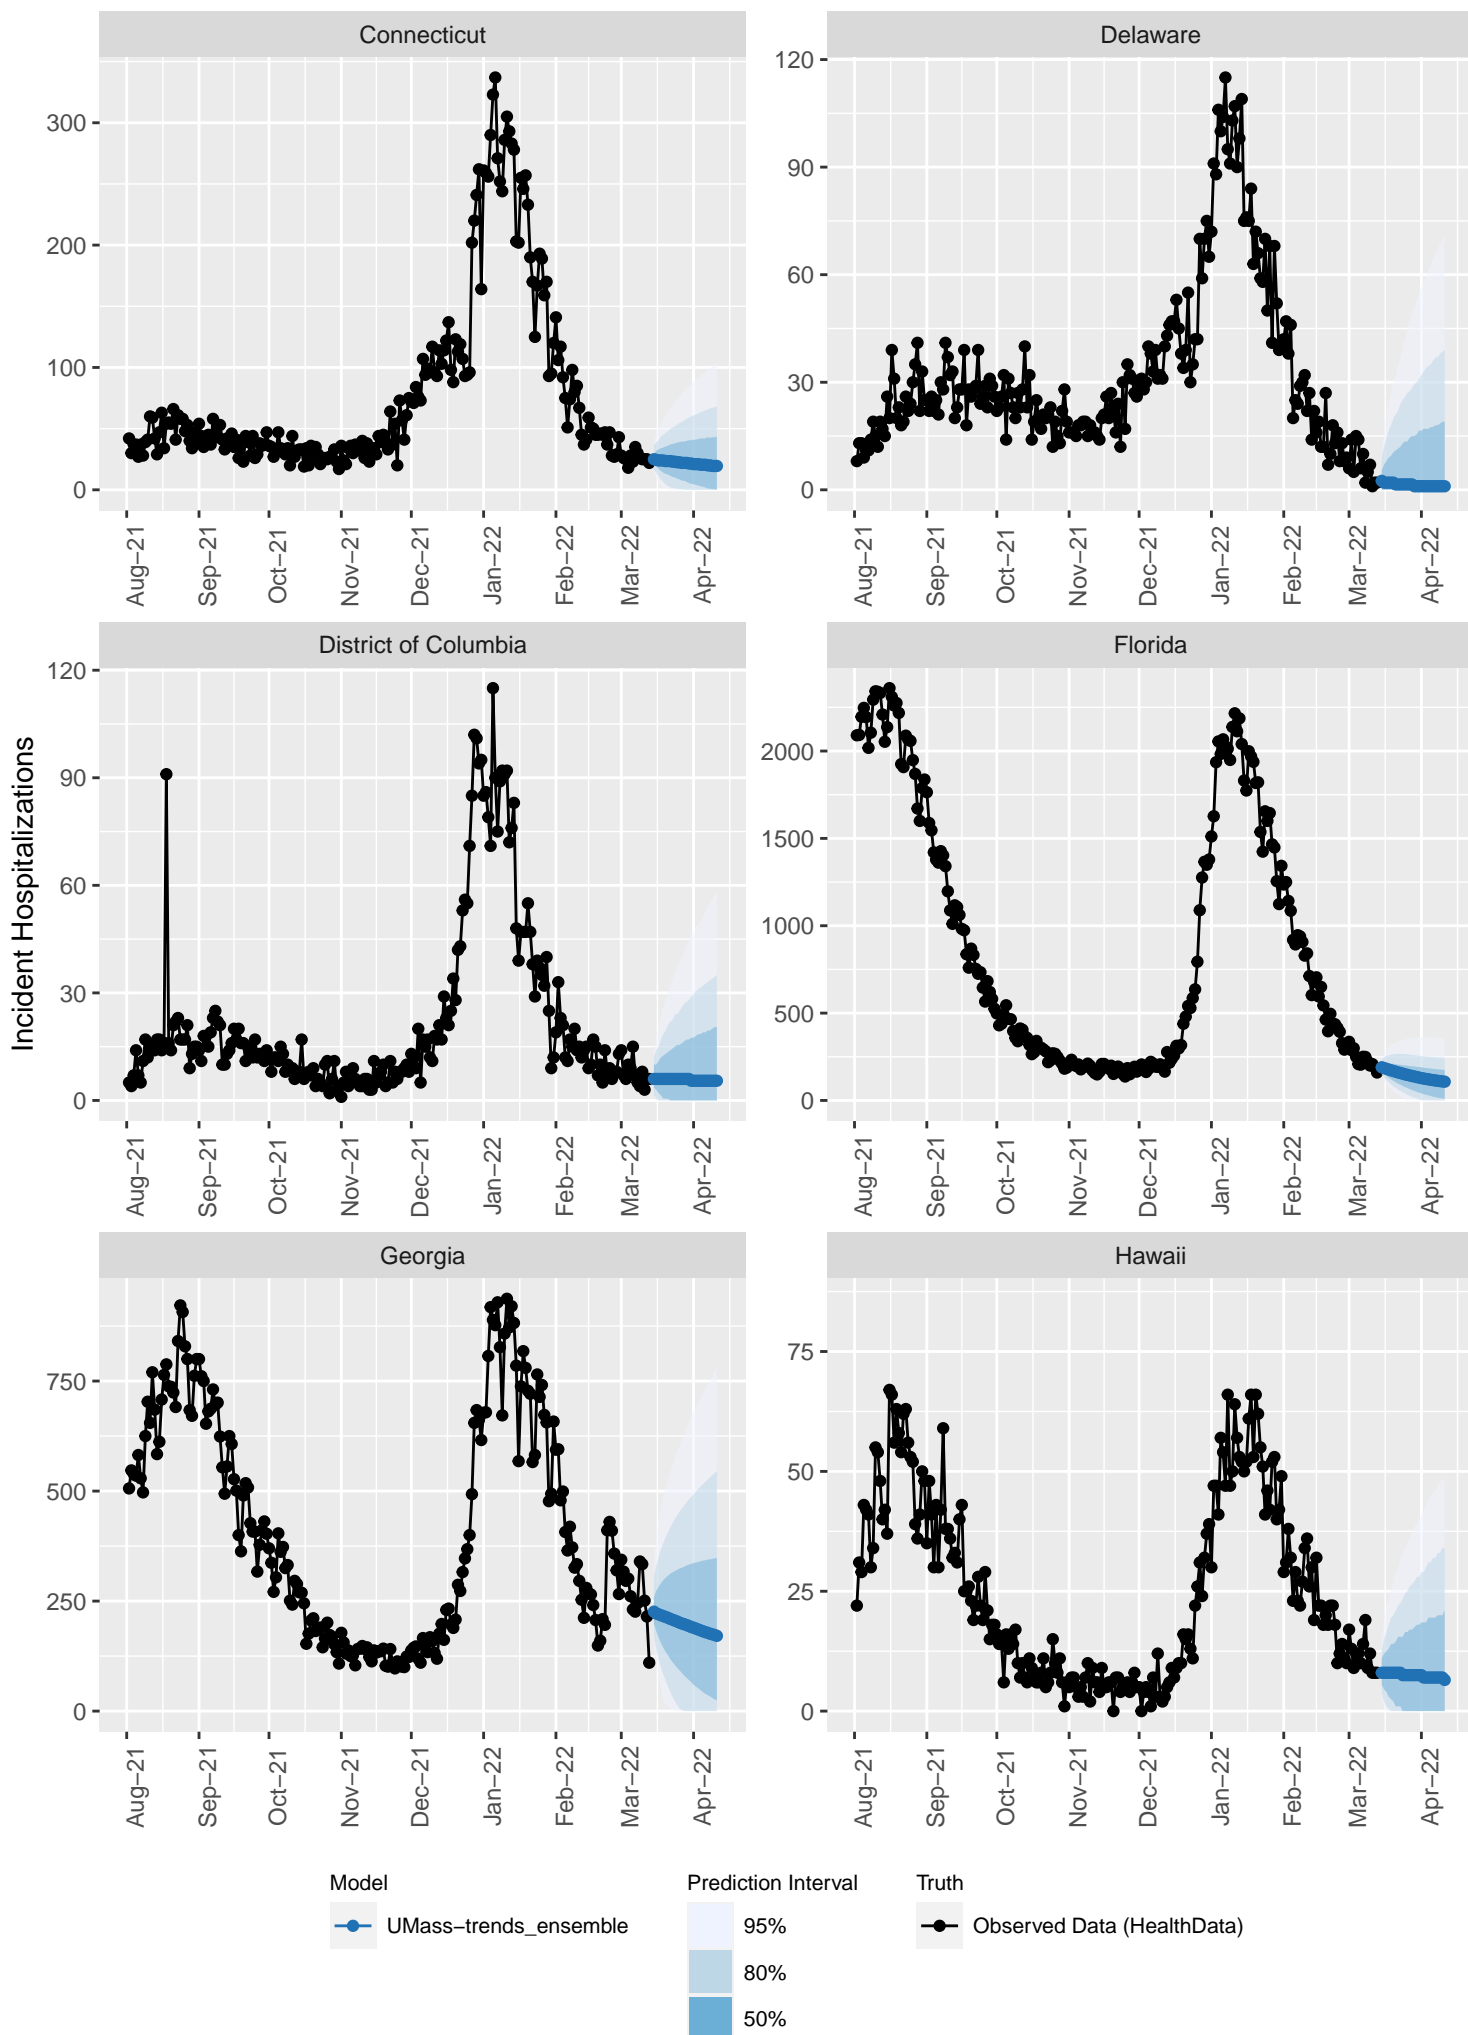 Connecticut
Delaware
300
200
100
0
120
90
60
30
0
Aug−21
Sep−21
Oct−21
Nov−21
Dec−21
Jan−22
Feb−22
Mar−22
Apr−22
Aug−21
Sep−21
Oct−21
Nov−21
Dec−21
Jan−22
Feb−22
Mar−22
Apr−22
Incident Hospitalizations
District of Columbia
Florida
120
90
60
30
0
2000
1500
1000
500
0
Aug−21
Sep−21
Oct−21
Nov−21
Dec−21
Jan−22
Feb−22
Mar−22
Apr−22
Aug−21
Sep−21
Oct−21
Nov−21
Dec−21
Jan−22
Feb−22
Mar−22
Apr−22
Georgia
Hawaii
750
500
250
0
75
50
25
0
Aug−21
Sep−21
Oct−21
Nov−21
Dec−21
Jan−22
Feb−22
Mar−22
Apr−22
Aug−21
Sep−21
Oct−21
Nov−21
Dec−21
Jan−22
Feb−22
Mar−22
Apr−22
Model
UMass−trends_ensemble
Prediction Interval
95%
80%
50%
Truth
Observed Data (HealthData)